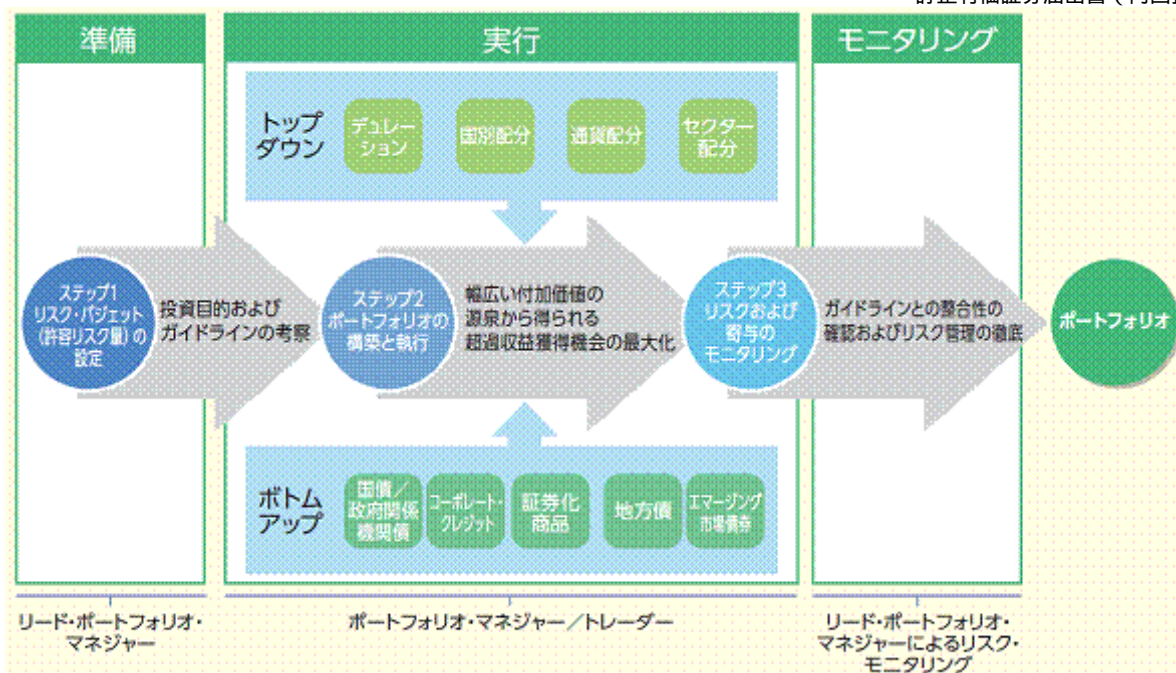 準備
実行
モニタリング
トップ
ダウン
デュレー
ション
国別配分
通貨配分
セクター
配分
ステップ1
リスク・バジェット
(許容リスク量)の
設定
投資目的および
ガイドラインの考察
ステップ2
ポートフォリオの
構築と執行
幅広い付加価値の
源泉から得られる
超過収益獲得機会の最大化
ステップ3
リスクおよび
寄与の
モニタリング
ガイドラインとの整合性の
確認およびリスク管理の徹底
ポートフォリオ
ボトム
アップ
国債/
政府関係
機関債
コーポレート・
クレジット
証券化
商品
地方債
エマージング
市場債券
リード・ポートフォリオ・
マネジャー
ポートフォリオ・マネジャー/トレーダー
リード・ポートフォリオ・
マネジャーによるリスク・
モニタリング